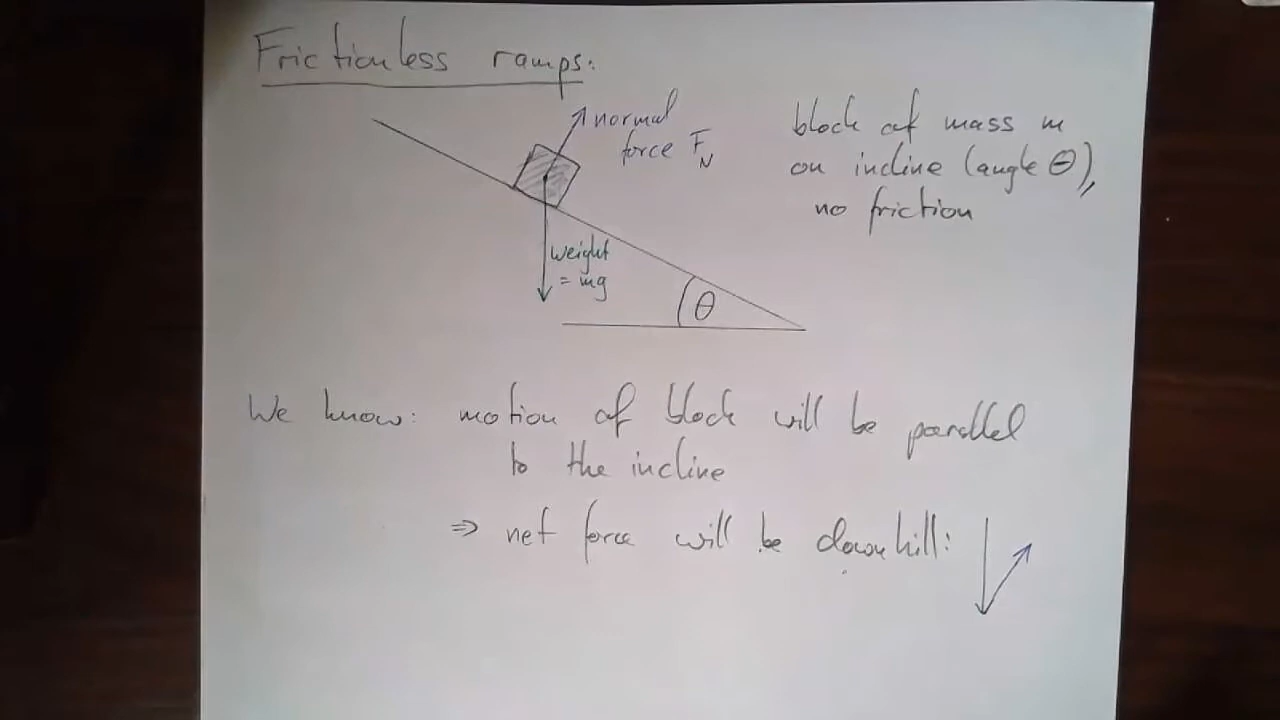 Frictionless ramps:
normal
force F_N
block of mass m
on incline (angle θ),
no friction
weight
= mg
θ
We know: motion of block will be parallel
to the incline
⇒ net force will be downhill: